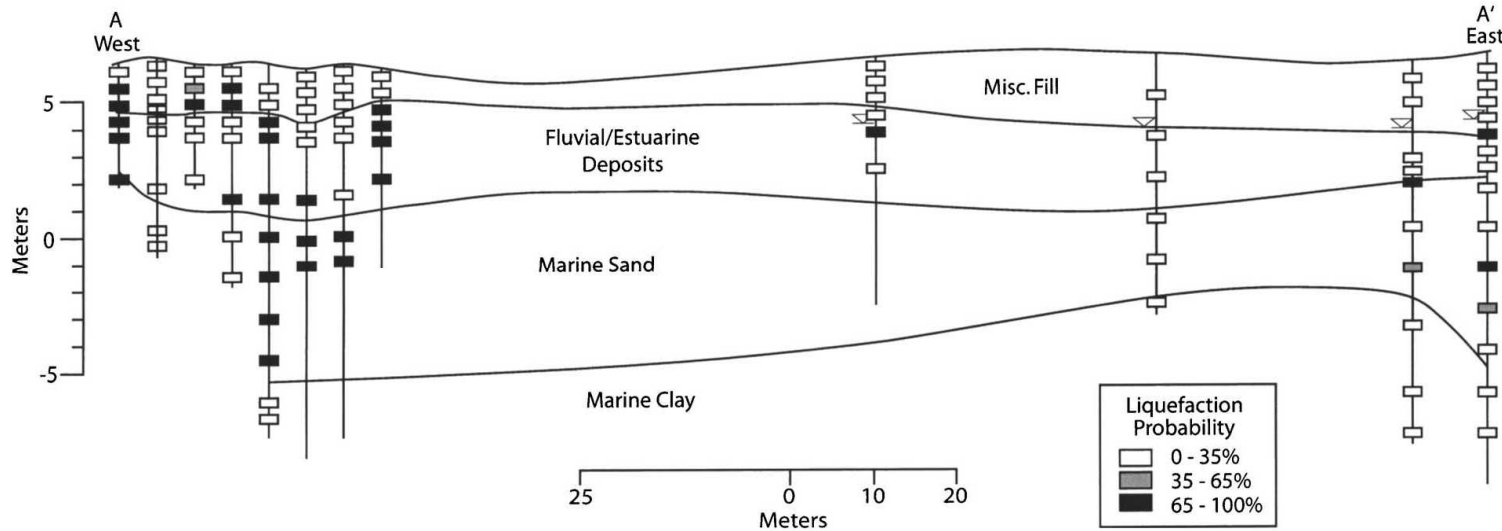 A
West
A'
East
Misc. Fill
5
Fluvial/Estuarine
Deposits
0
Meters
Marine Sand
-5
Marine Clay
Liquefaction
Probability
0 - 35%
35 - 65%
65 - 100%
25
0
10
20
Meters